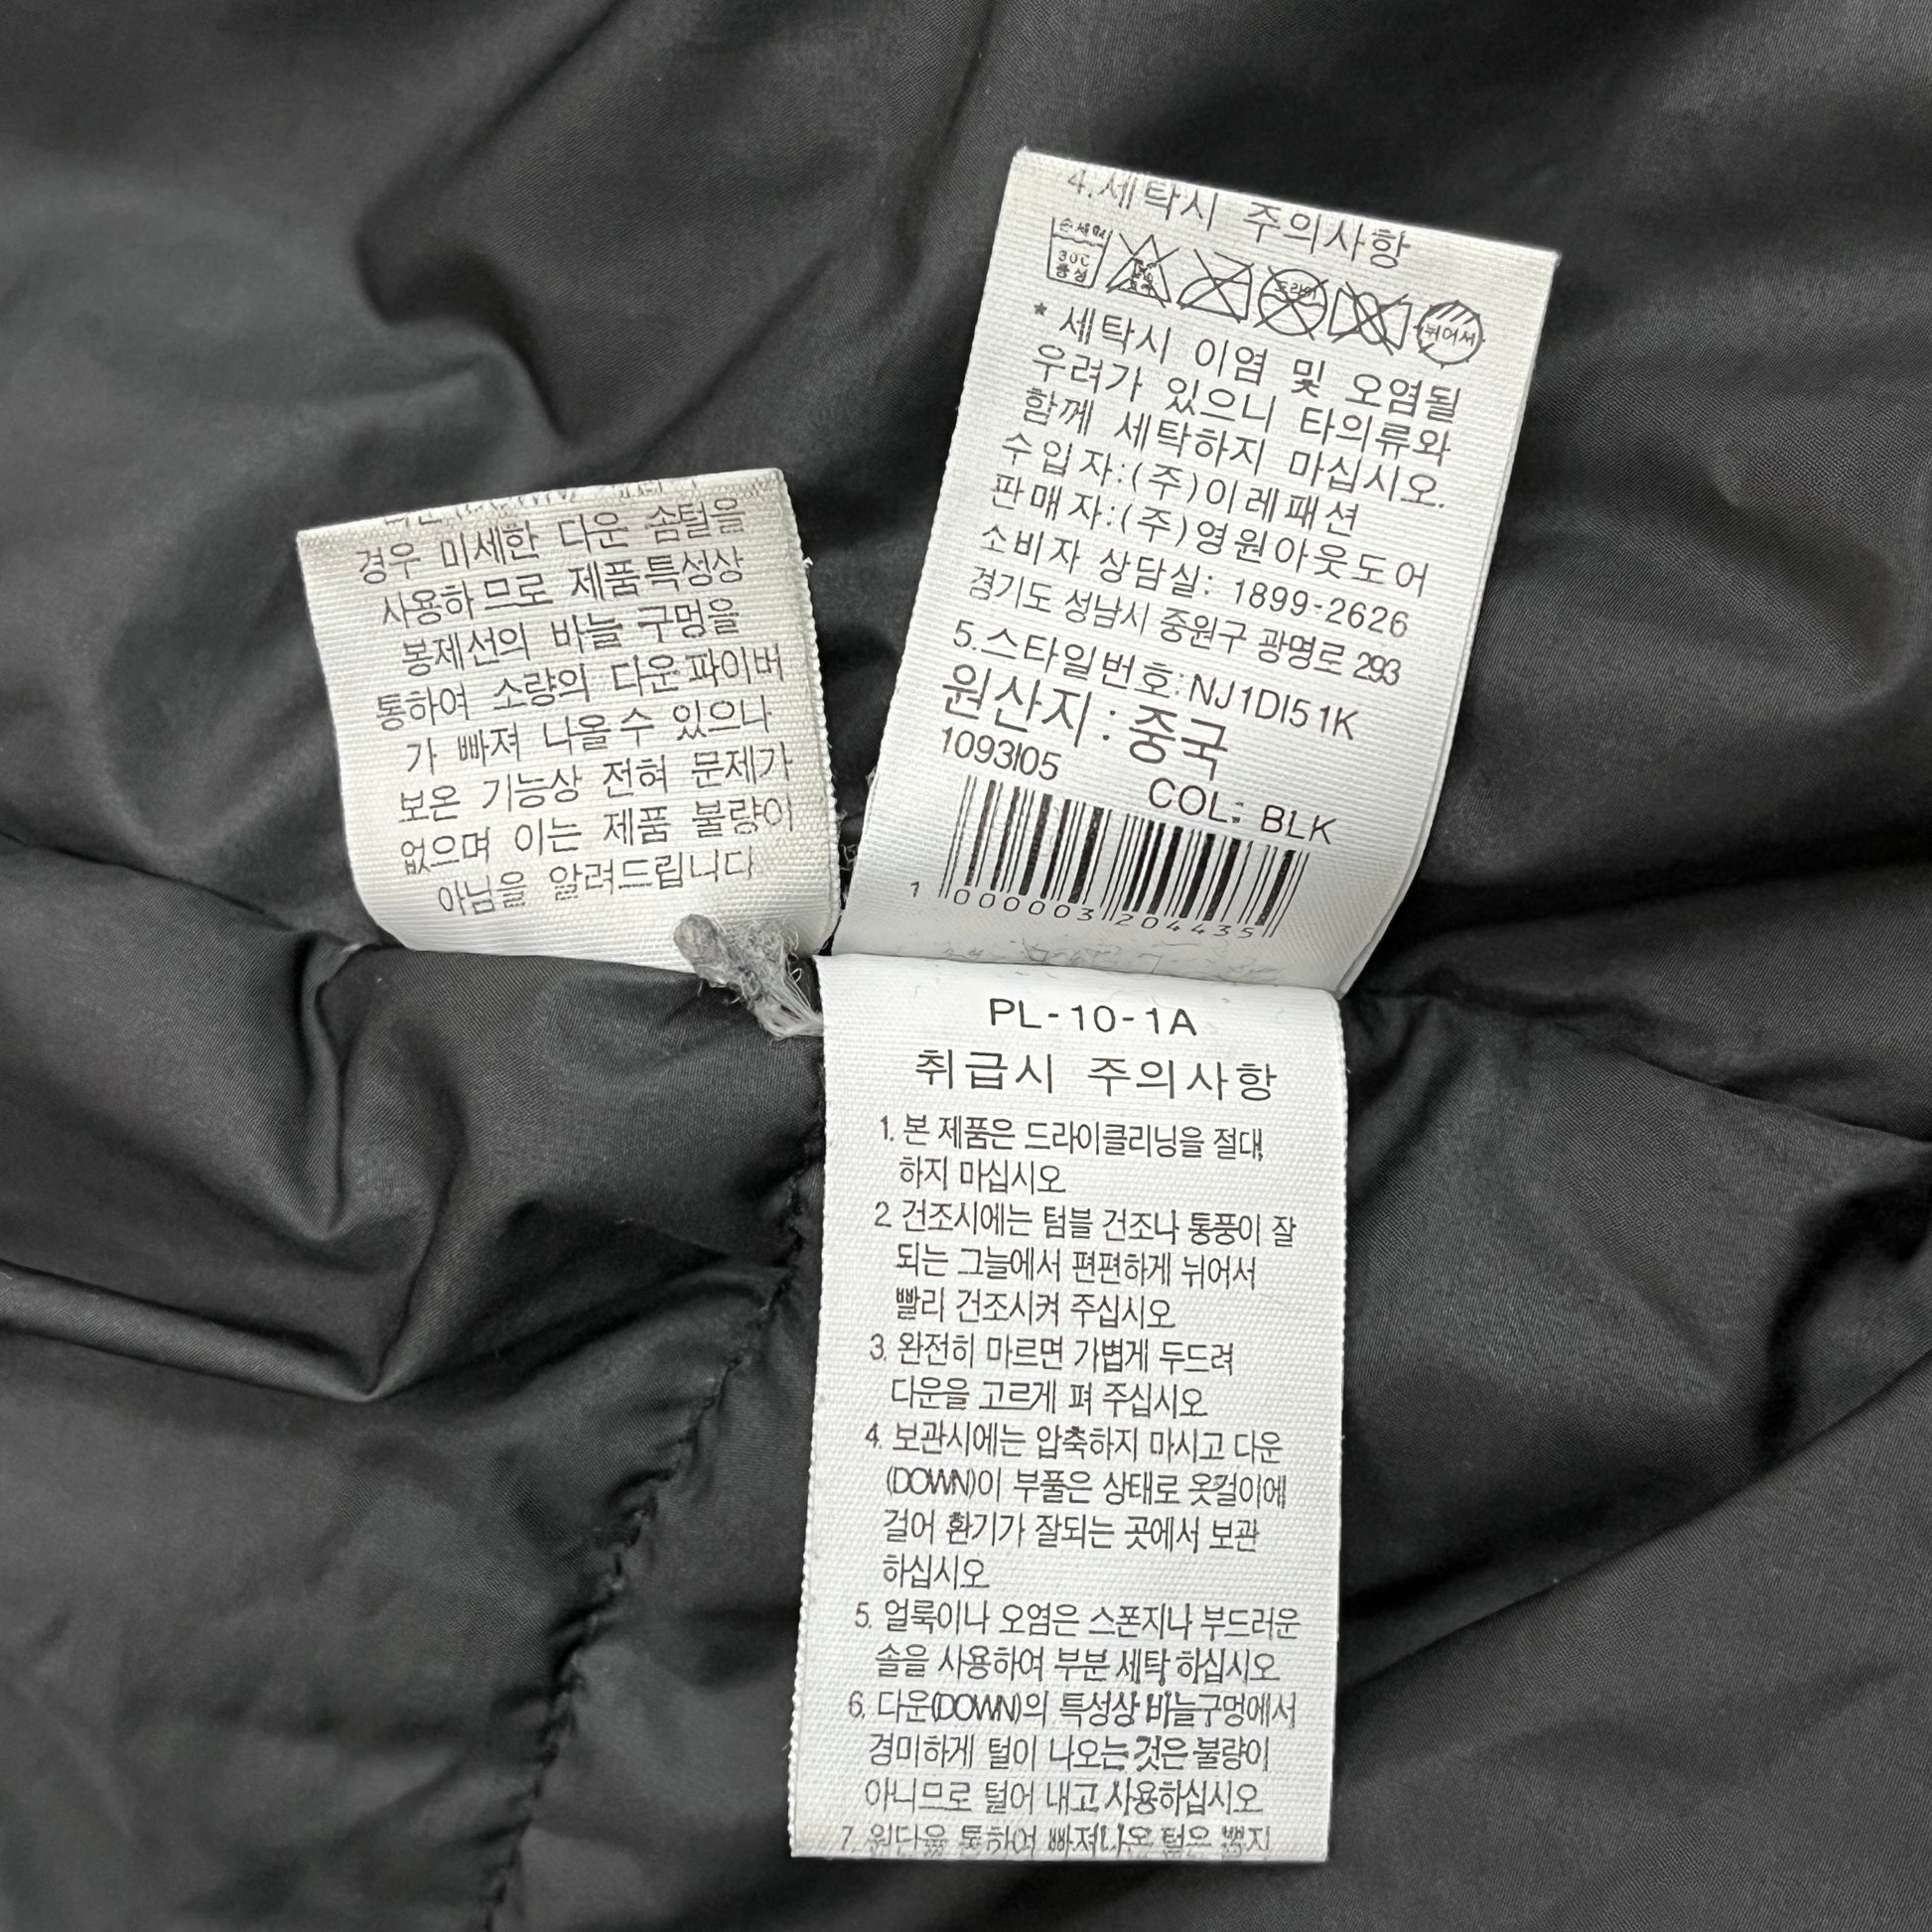 경우 미세한 다운 솜털을
사용하므로 제품특성상
봉제선의 바늘 구멍을
통하여 소량의 다운파이버
가 빠져 나올수 있으나
보온 기능상 전혀 문제가
없으며 이는 제품 불량이
아님을 알려드립니다
4.세탁시 주의사항
손세탁
30℃
중성
드라이
뉘어서
* 세탁시 이염 및 오염될
우려가 있으니 타의류와
함께 세탁하지 마십시오.
수입자:(주)이레패션
판매자:(주)영원아웃도어
소비자 상담실: 1899-2626
경기도 성남시 중원구 광명로 293
5.스타일번호:NJ1DI51K
원산지 : 중국
1093I05
COL: BLK
1 000003 204435
PL-10-1A
취급시 주의사항
1. 본 제품은 드라이클리닝을 절대
하지 마십시오
2. 건조시에는 텀블 건조나 통풍이 잘
되는 그늘에서 편편하게 뉘어서
빨리 건조시켜 주십시오
3. 완전히 마르면 가볍게 두드려
다운을 고르게 펴 주십시오
4. 보관시에는 압축하지 마시고 다운
(DOWN)이 부풀은 상태로 옷걸이에
걸어 환기가 잘되는 곳에서 보관
하십시오
5. 얼룩이나 오염은 스폰지나 부드러운
솔을 사용하여 부분 세탁 하십시오
6. 다운(DOWN)의 특성상 바늘구멍에서
경미하게 털이 나오는 것은 불량이
아니므로 털어 내고 사용하십시오
7. 원단을 통하여 빠져나온 털은 뽑지